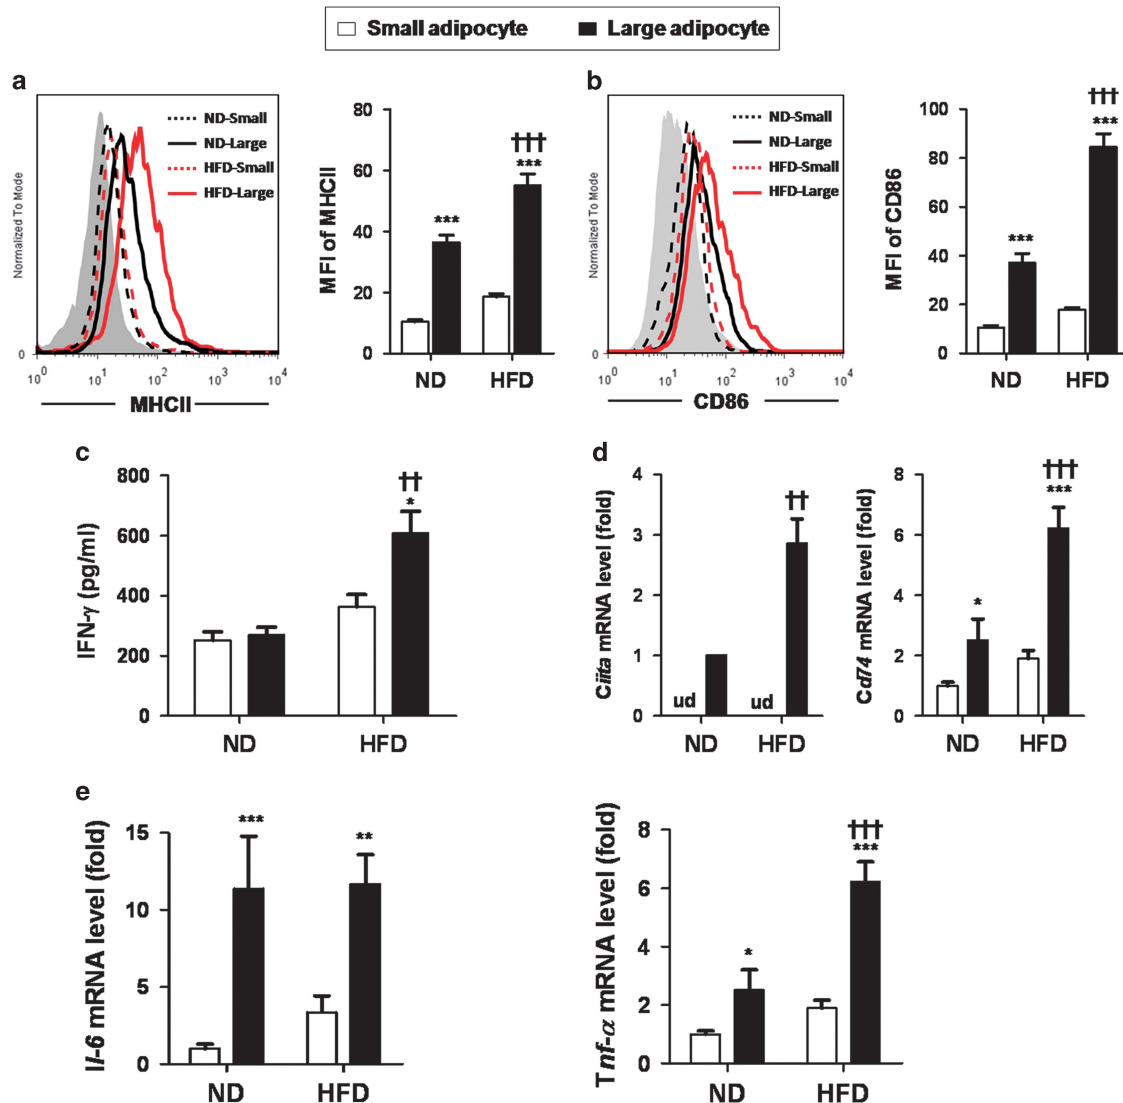 Small adipocyte Large adipocyte
a
ND-Small
ND-Large
HFD-Small
HFD-Large
Normalized To Mode
0
10^0 10^1 10^2 10^3 10^4
MHCII
MFI of MHCII
80
60
40
20
0
***
†††
***
ND HFD
b
ND-Small
ND-Large
HFD-Small
HFD-Large
Normalized To Mode
0
10^0 10^1 10^2 10^3 10^4
CD86
MFI of CD86
100
80
60
40
20
0
***
†††
***
ND HFD
c
IFN-γ (pg/ml)
800
600
400
200
0
††
*
ND HFD
d
Ciita mRNA level (fold)
4
3
2
1
0
ud ud
††
ND HFD
Cd74 mRNA level (fold)
8
6
4
2
0
*
†††
***
ND HFD
e
Il-6 mRNA level (fold)
15
10
5
0
***
**
ND HFD
Tnf-α mRNA level (fold)
8
6
4
2
0
*
†††
***
ND HFD